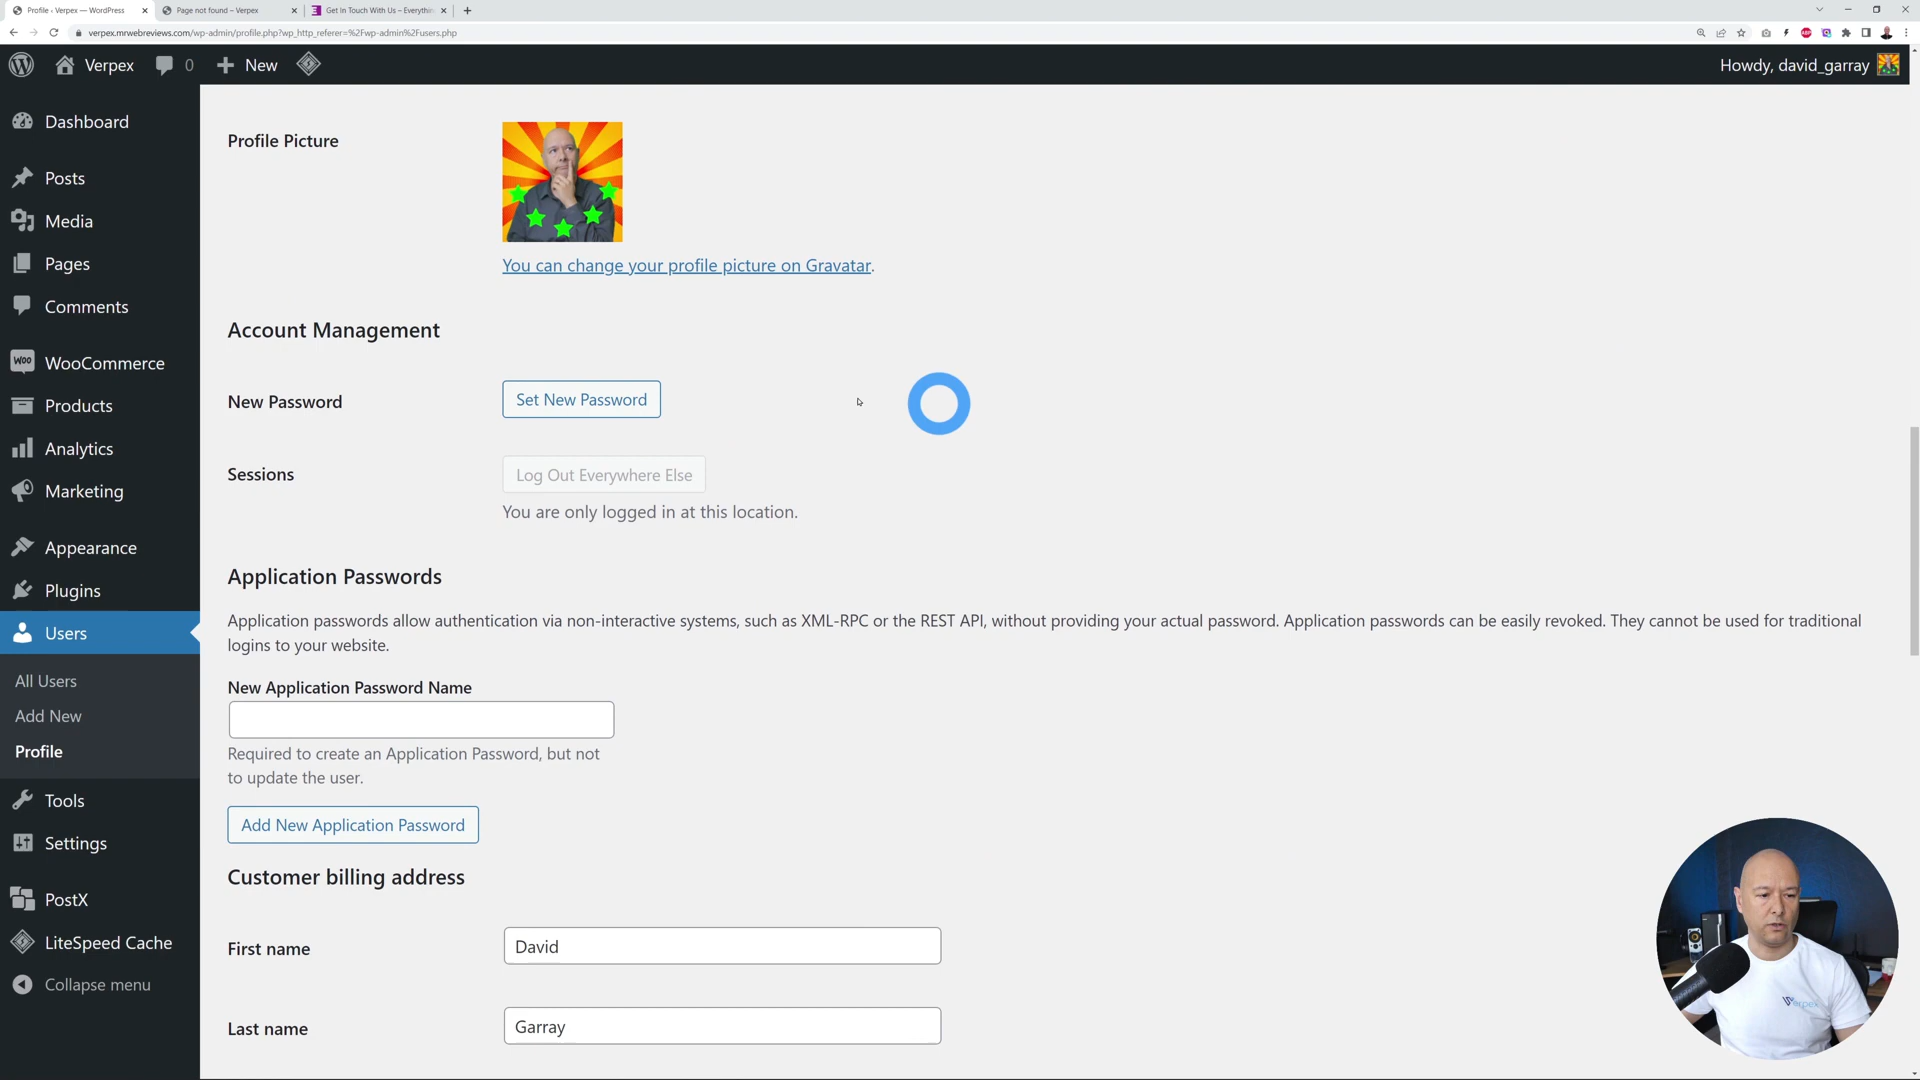 Profile ‹ Verpex — WordPress
Page not found – Verpex
Get In Touch With Us – Everythin
verpex.mrwebreviews.com/wp-admin/profile.php?wp_http_referer=%2Fwp-admin%2Fusers.php
Verpex
0
New
Howdy, david_garray
Dashboard
Posts
Media
Pages
Comments
WooCommerce
Products
Analytics
Marketing
Appearance
Plugins
Users
All Users
Add New
Profile
Tools
Settings
PostX
LiteSpeed Cache
Collapse menu
Profile Picture
You can change your profile picture on Gravatar.
Account Management
New Password
Set New Password
Sessions
Log Out Everywhere Else
You are only logged in at this location.
Application Passwords
Application passwords allow authentication via non-interactive systems, such as XML-RPC or the REST API, without providing your actual password. Application passwords can be easily revoked. They cannot be used for traditional
logins to your website.
New Application Password Name
Required to create an Application Password, but not
to update the user.
Add New Application Password
Customer billing address
First name
David
Last name
Garray
Verpex